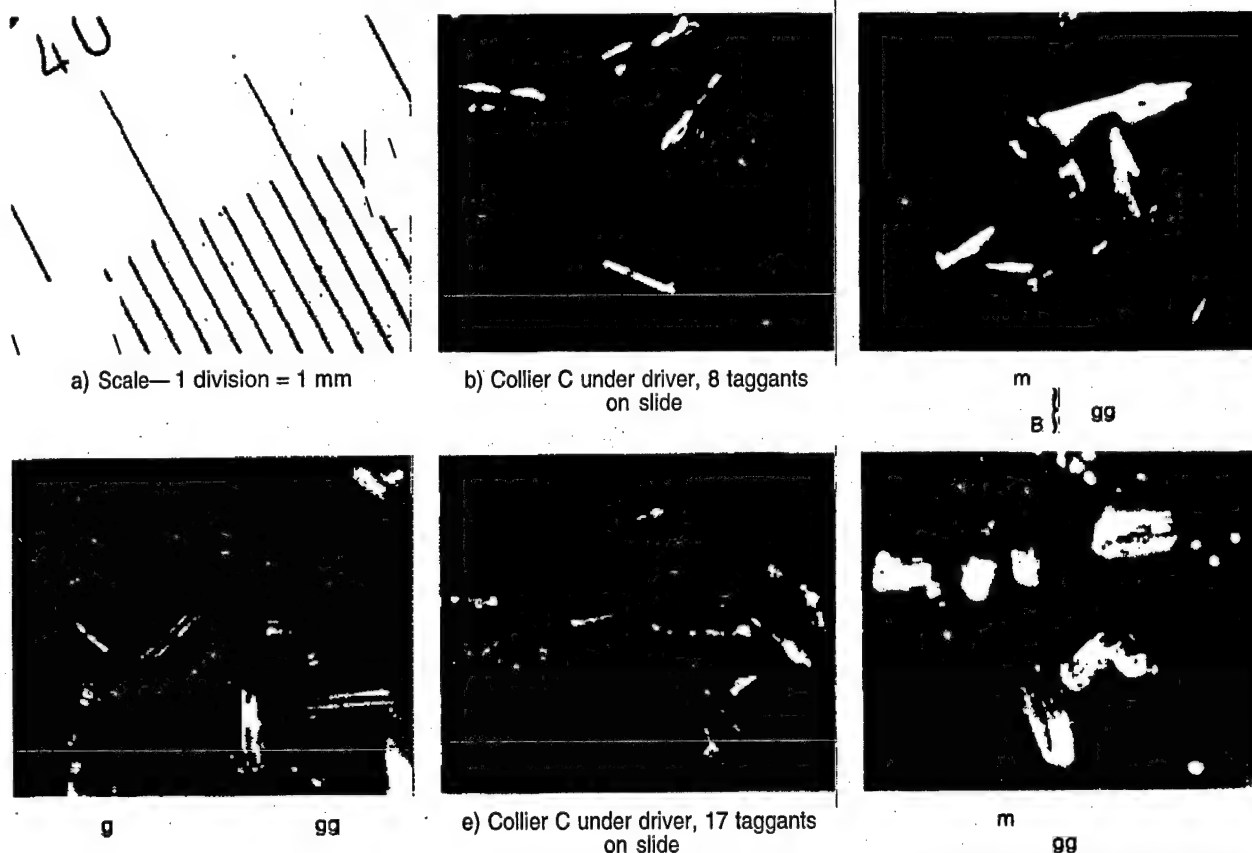 40
a) Scale— 1 division = 1 mm
b) Collier C under driver, 8 taggants
on slide
m
B gg
g gg
e) Collier C under driver, 17 taggants
on slide
m
gg